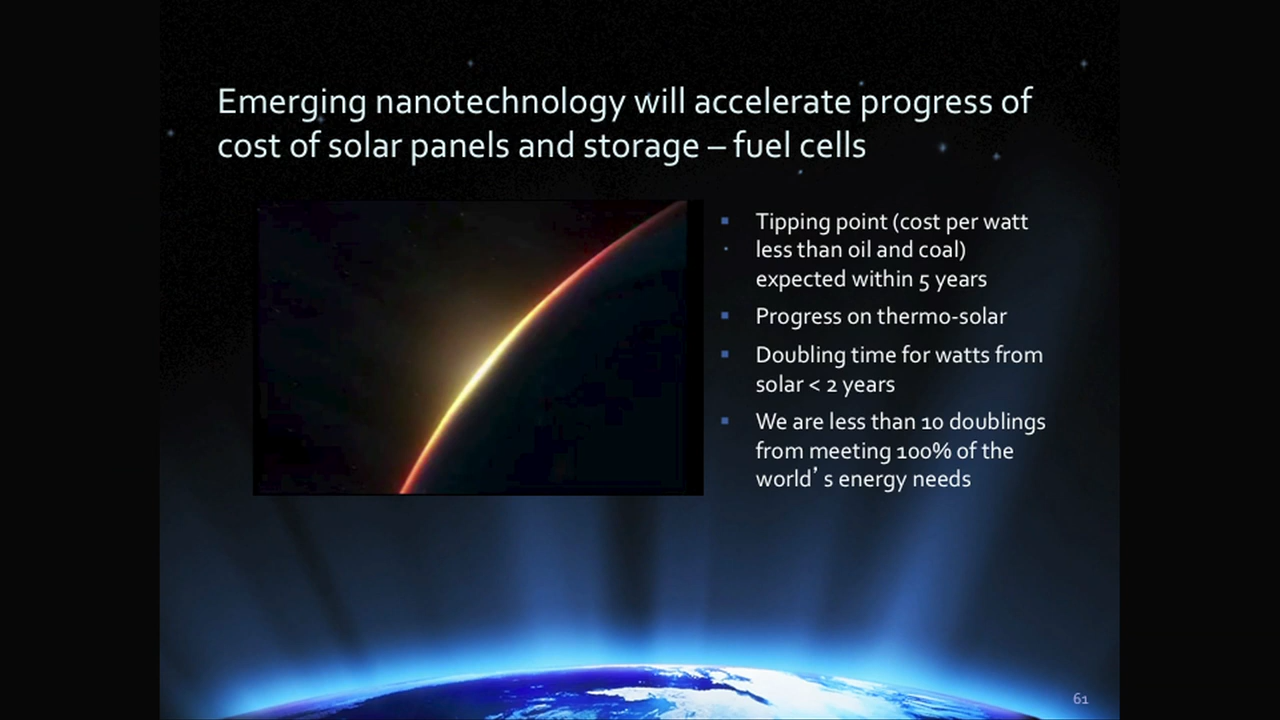 Emerging nanotechnology will accelerate progress of
cost of solar panels and storage – fuel cells
Tipping point (cost per watt
less than oil and coal)
expected within 5 years
Progress on thermo-solar
Doubling time for watts from
solar < 2 years
We are less than 10 doublings
from meeting 100% of the
world’ s energy needs
61